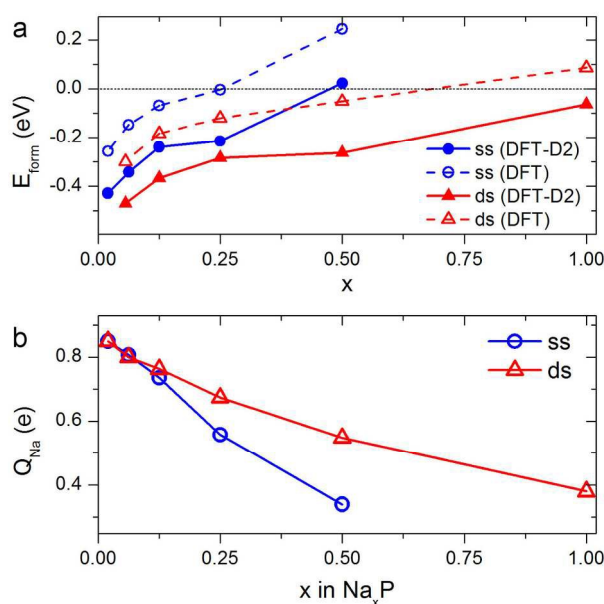 a
0.2
0.0
-0.2
-0.4
E_form (eV)
ss (DFT-D2)
ss (DFT)
ds (DFT-D2)
ds (DFT)
0.00 0.25 0.50 0.75 1.00
x
b
0.8
0.6
0.4
Q_Na (e)
ss
ds
0.00 0.25 0.50 0.75 1.00
x in Na_xP